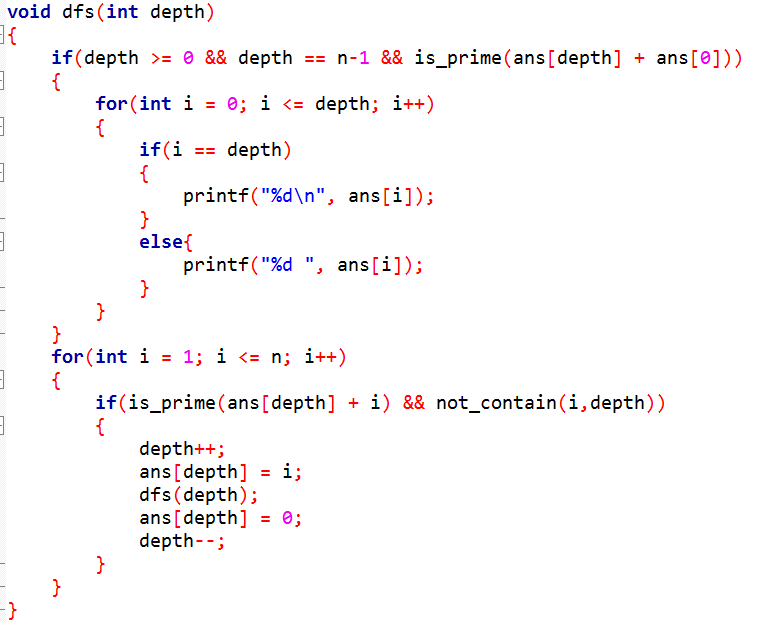 void dfs(int depth)
{
    if(depth >= 0 && depth == n-1 && is_prime(ans[depth] + ans[0]))
    {
        for(int i = 0; i <= depth; i++)
        {
            if(i == depth)
            {
                printf("%d\n", ans[i]);
            }
            else{
                printf("%d ", ans[i]);
            }
        }
    }
    for(int i = 1; i <= n; i++)
    {
        if(is_prime(ans[depth] + i) && not_contain(i,depth))
        {
            depth++;
            ans[depth] = i;
            dfs(depth);
            ans[depth] = 0;
            depth--;
        }
    }
}